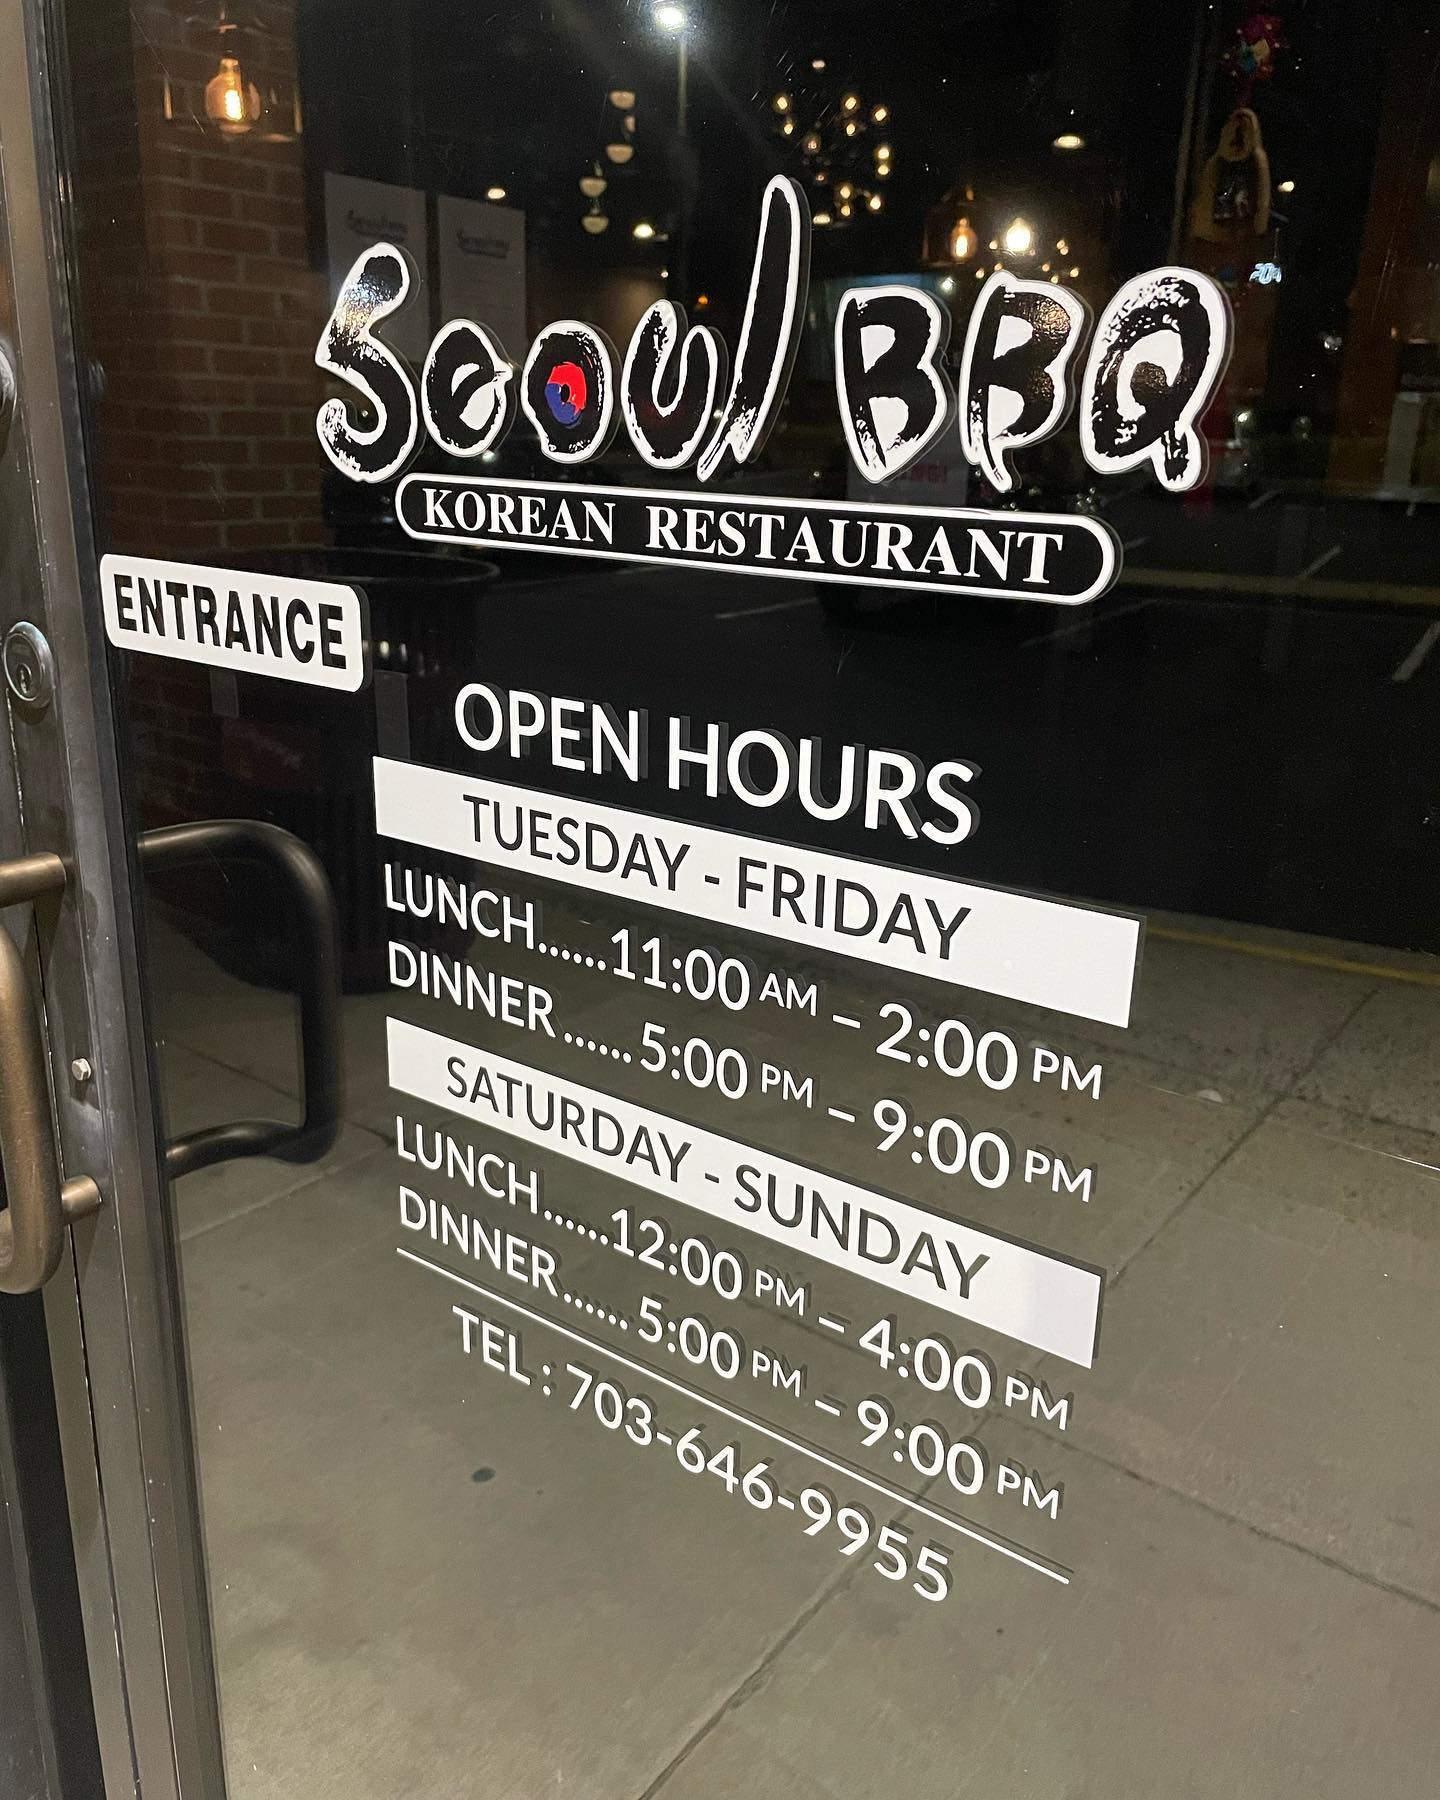 Seoul BBQ
KOREAN RESTAURANT
ENTRANCE
OPEN HOURS
TUESDAY - FRIDAY
LUNCH......11:00 AM – 2:00 PM
DINNER......5:00 PM – 9:00 PM
SATURDAY - SUNDAY
LUNCH......12:00 PM – 4:00 PM
DINNER......5:00 PM – 9:00 PM
TEL : 703-646-9955